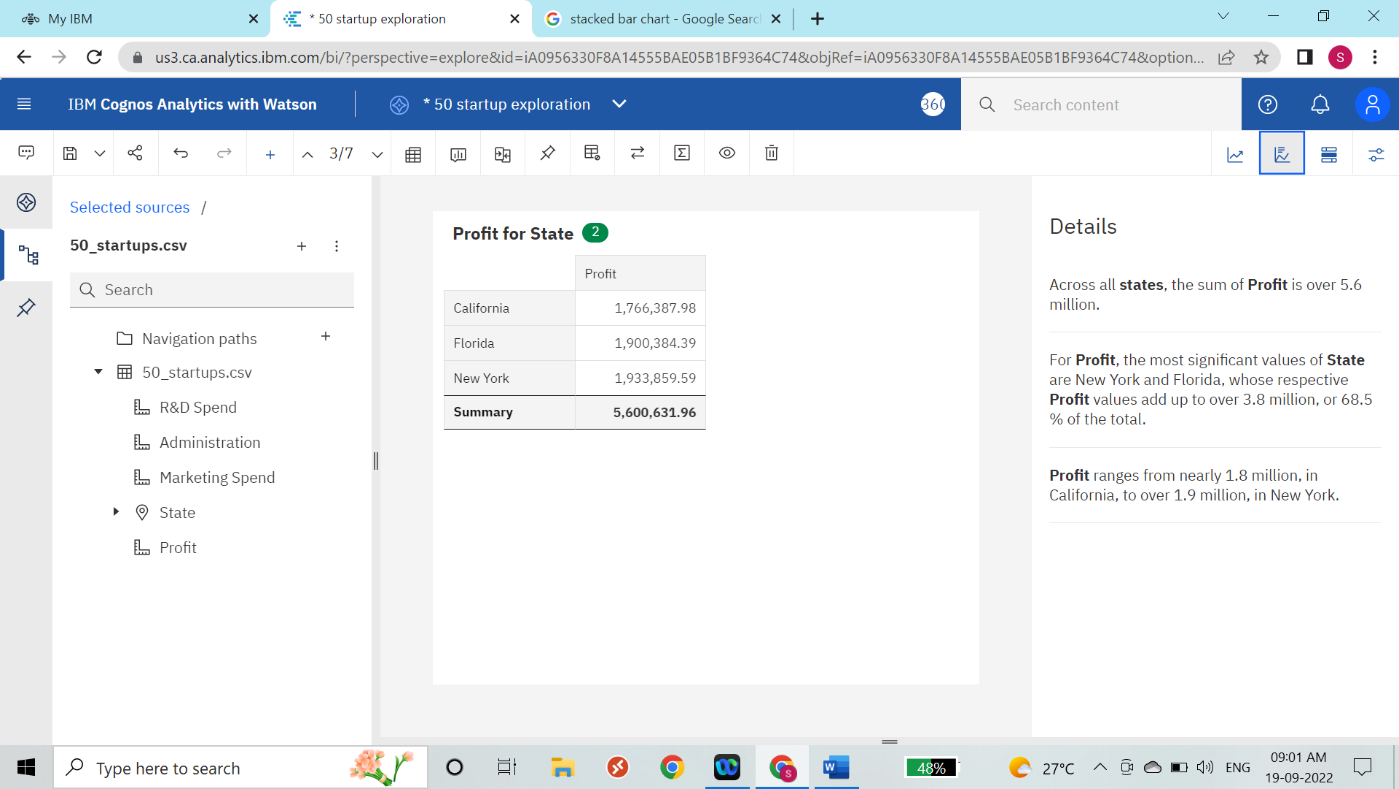 My IBM
* 50 startup exploration
stacked bar chart - Google Searc
us3.ca.analytics.ibm.com/bi/?perspective=explore&id=iA0956330F8A14555BAE05B1BF9364C74&objRef=iA0956330F8A14555BAE05B1BF9364C74&option...
S
IBM Cognos Analytics with Watson
* 50 startup exploration
360
Search content
3/7
Selected sources /
50_startups.csv
Search
Navigation paths
50_startups.csv
R&D Spend
Administration
Marketing Spend
State
Profit
Profit for State 2
Profit
California 1,766,387.98
Florida 1,900,384.39
New York 1,933,859.59
Summary 5,600,631.96
Details
Across all states, the sum of Profit is over 5.6
million.
For Profit, the most significant values of State
are New York and Florida, whose respective
Profit values add up to over 3.8 million, or 68.5
% of the total.
Profit ranges from nearly 1.8 million, in
California, to over 1.9 million, in New York.
Type here to search
S
W
48%
27°C
ENG
09:01 AM
19-09-2022